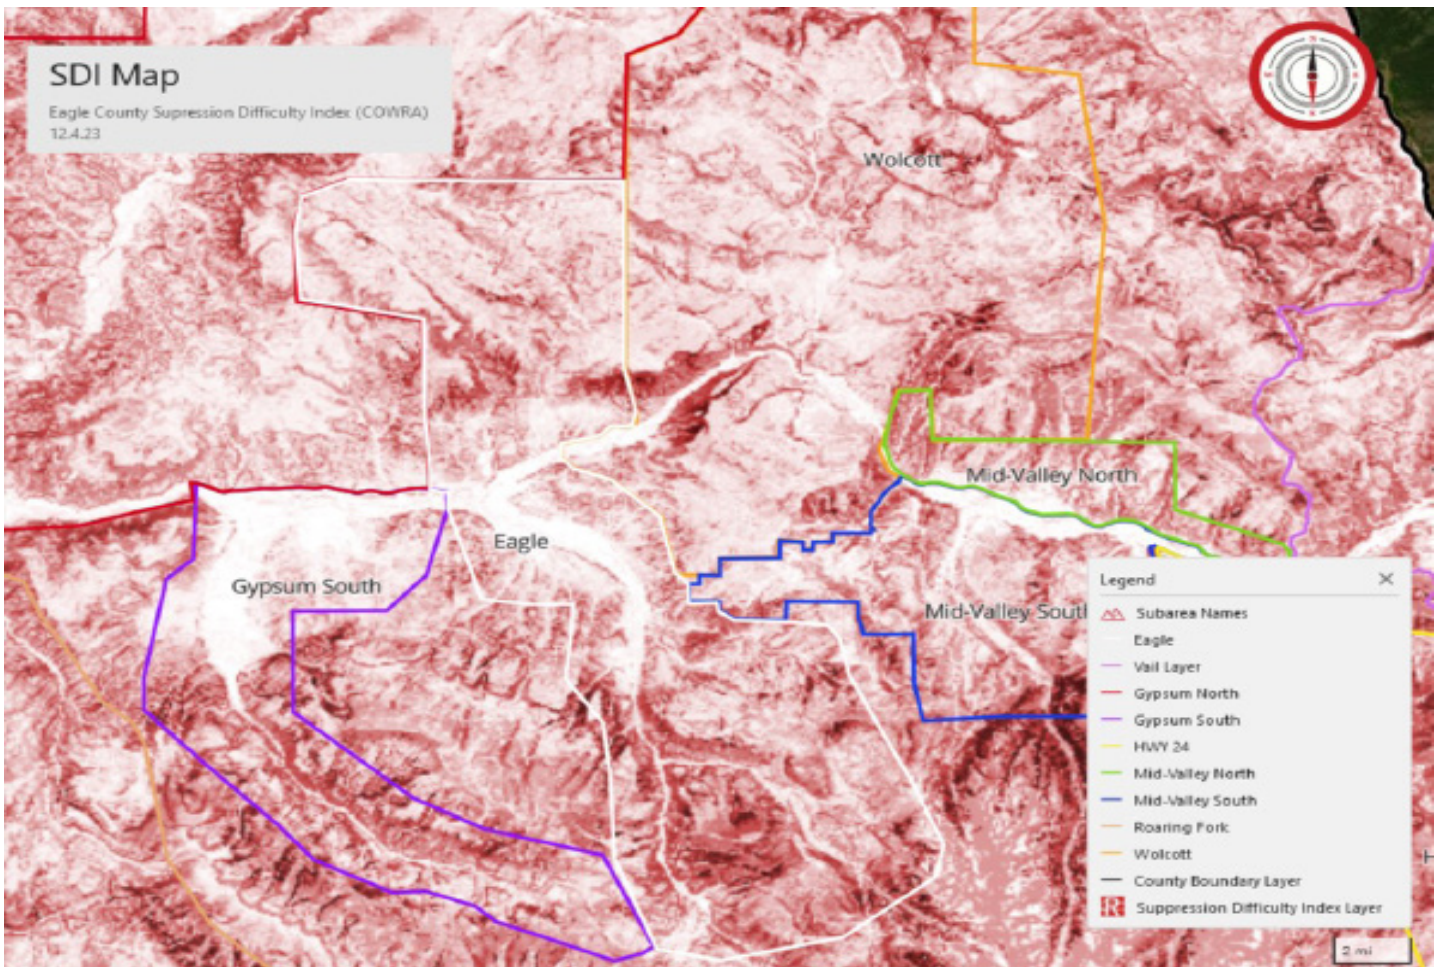 SDI Map
Eagle County Supression Difficulty Index (COWRA)
12.4.23
N
S
Wolcott
Mid-Valley North
Eagle
Gypsum South
Mid-Valley Sout
Legend
Subarea Names
Eagle
Vail Layer
Gypsum North
Gypsum South
HWY 24
Mid-Valley North
Mid-Valley South
Roaring Fork
Wolcott
County Boundary Layer
Suppression Difficulty Index Layer
H
2 mi